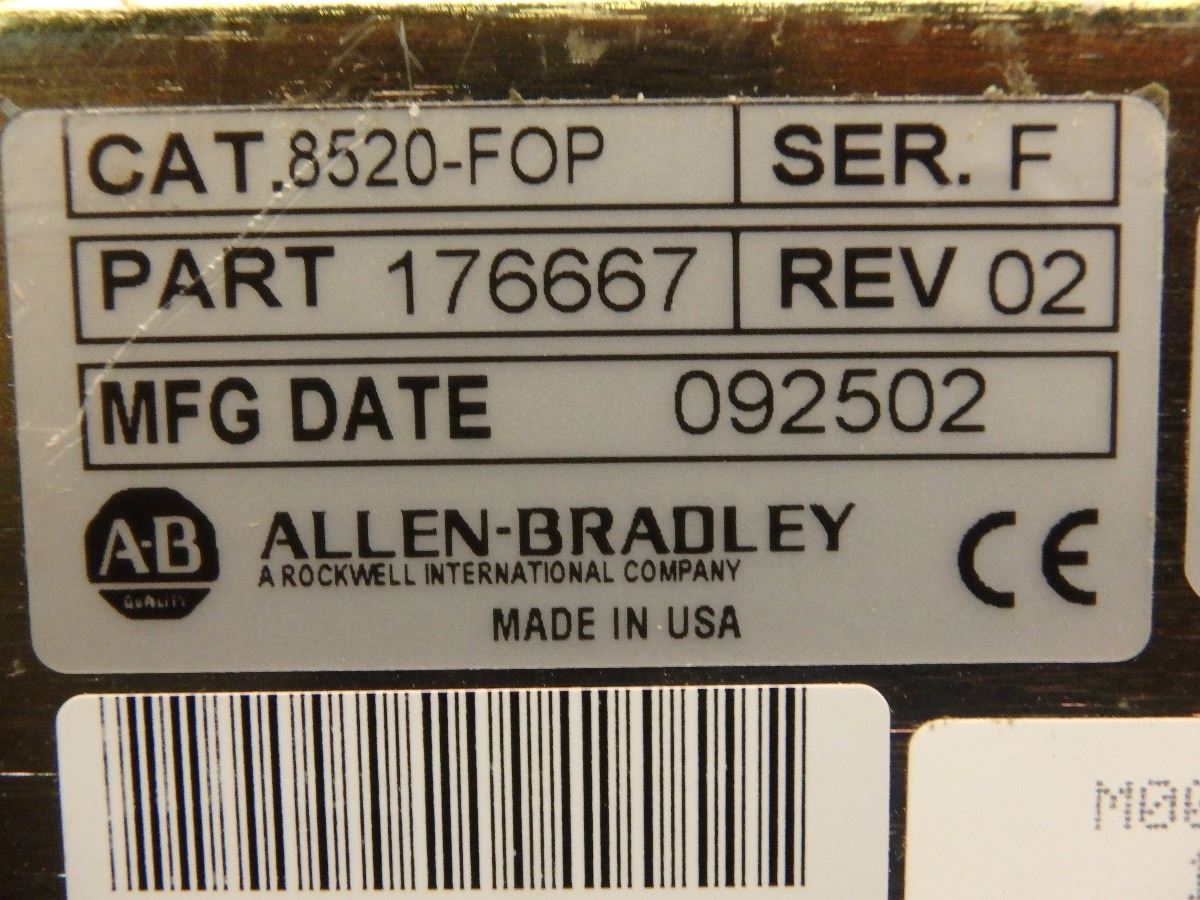 CAT. 8520-FOP SER. F
PART 176667 REV 02
MFG DATE 092502
A-B ALLEN-BRADLEY CE
QUALITY A ROCKWELL INTERNATIONAL COMPANY
MADE IN USA